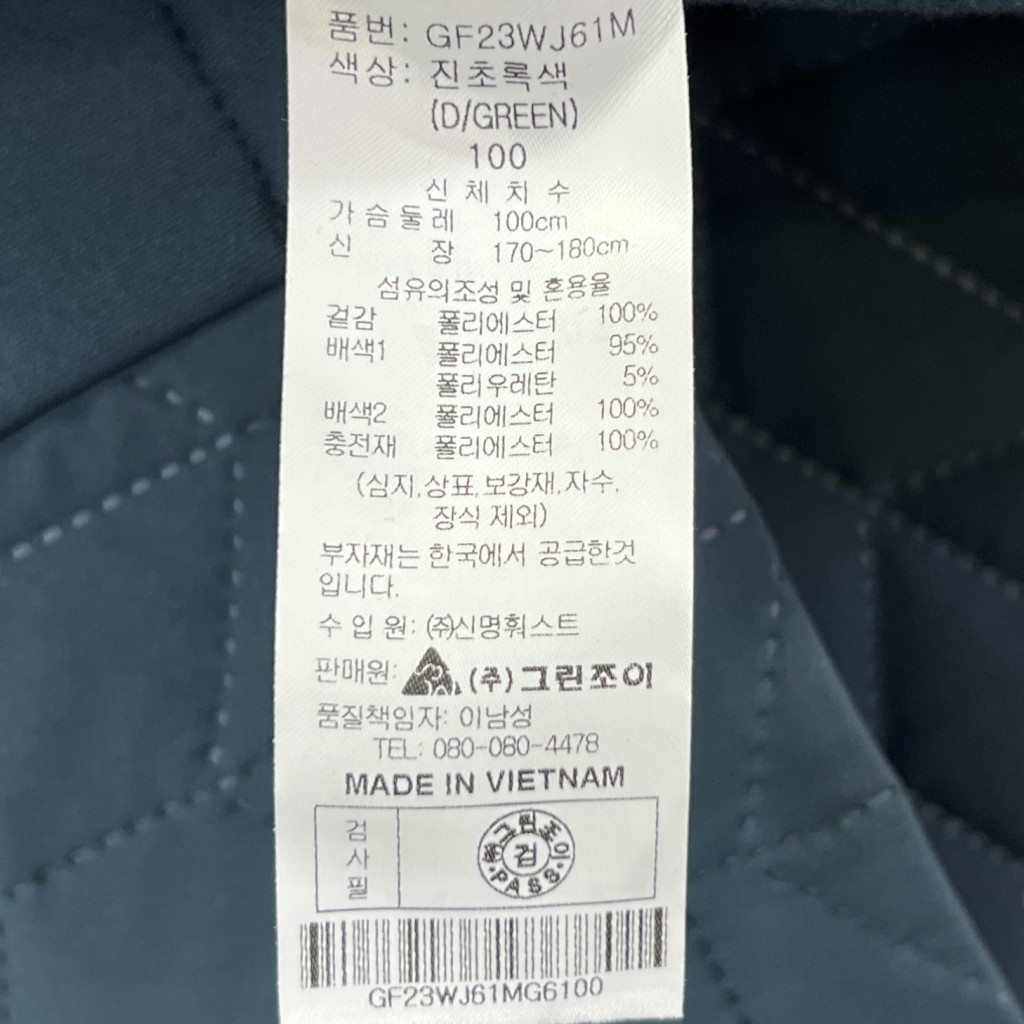 품번: GF23WJ61M
색상: 진초록색
(D/GREEN)
100
신 체 치 수
가슴둘레 100cm
신 장 170~180cm
섬유의조성 및 혼용율
겉감 폴리에스터 100%
배색1 폴리에스터 95%
폴리우레탄 5%
배색2 폴리에스터 100%
충전재 폴리에스터 100%
(심지,상표,보강재,자수,
장식 제외)
부자재는 한국에서 공급한것
입니다.
수 입 원: (주)신명훠스트
판매원: (주)그린조이
품질책임자: 이남성
TEL: 080-080-4478
MADE IN VIETNAM
검사필
㈜그린조이
검
PASS
GF23WJ61MG6100